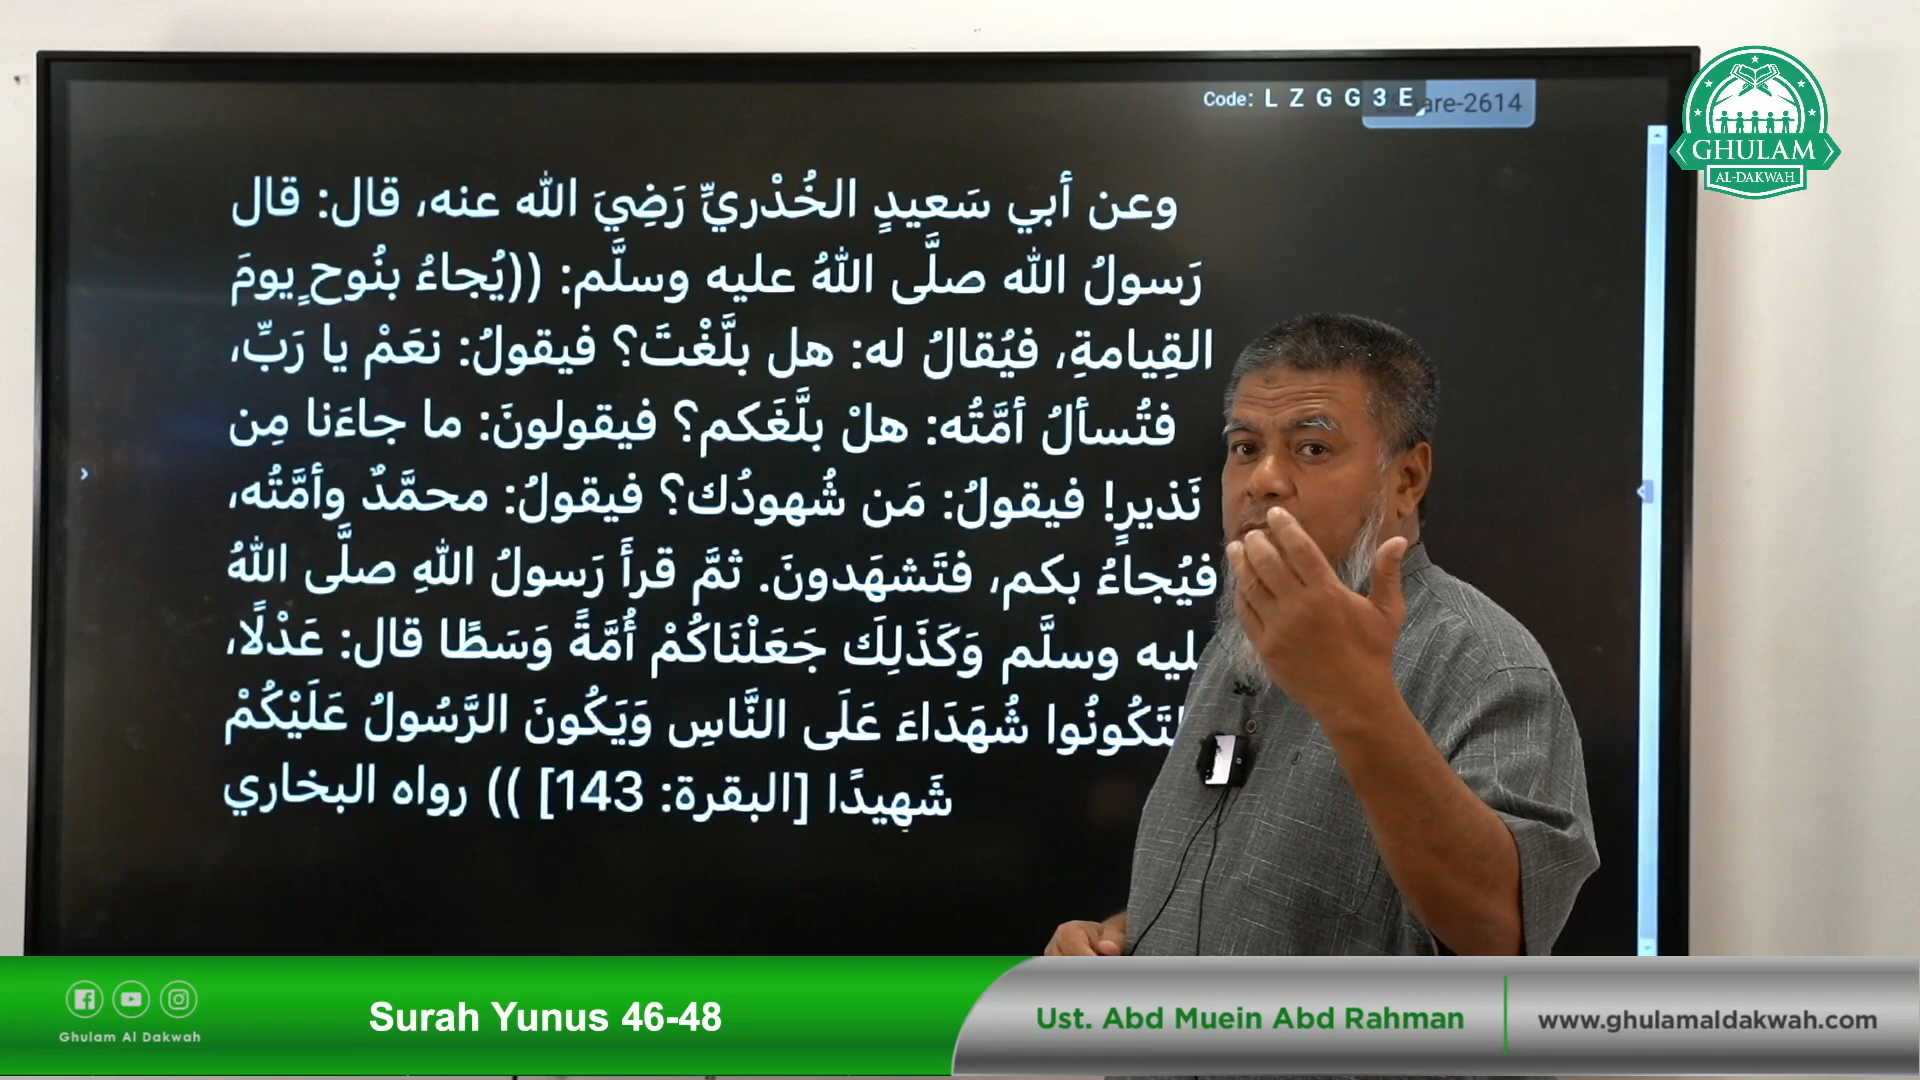 Code: L Z G G 3 E
are-2614
GHULAM
AL-DAKWAH
وعن أبي سَعيدٍ الخُدْريِّ رَضِيَ الله عنه، قال: قال
رَسولُ الله صلَّى اللهُ عليه وسلَّم: ((يُجاءُ بنُوحٍ يومَ
القِيامةِ، فيُقالُ له: هل بلَّغْتَ؟ فيقولُ: نعَمْ يا رَبِّ،
فتُسألُ أمَّتُه: هلْ بلَّغَكم؟ فيقولونَ: ما جاءَنا مِن
نَذيرٍ! فيقولُ: مَن شُهودُك؟ فيقولُ: محمَّدٌ وأمَّتُه،
فيُجاءُ بكم، فتَشهَدونَ. ثمَّ قرأَ رَسولُ اللهِ صلَّى اللهُ
ليه وسلَّم وَكَذَلِكَ جَعَلْنَاكُمْ أُمَّةً وَسَطًا قال: عَدْلًا،
لتَكُونُوا شُهَدَاءَ عَلَى النَّاسِ وَيَكُونَ الرَّسُولُ عَلَيْكُمْ
شَهِيدًا [البقرة: 143] )) رواه البخاري
Ghulam Al Dakwah
Surah Yunus 46-48
Ust. Abd Muein Abd Rahman
www.ghulamaldakwah.com